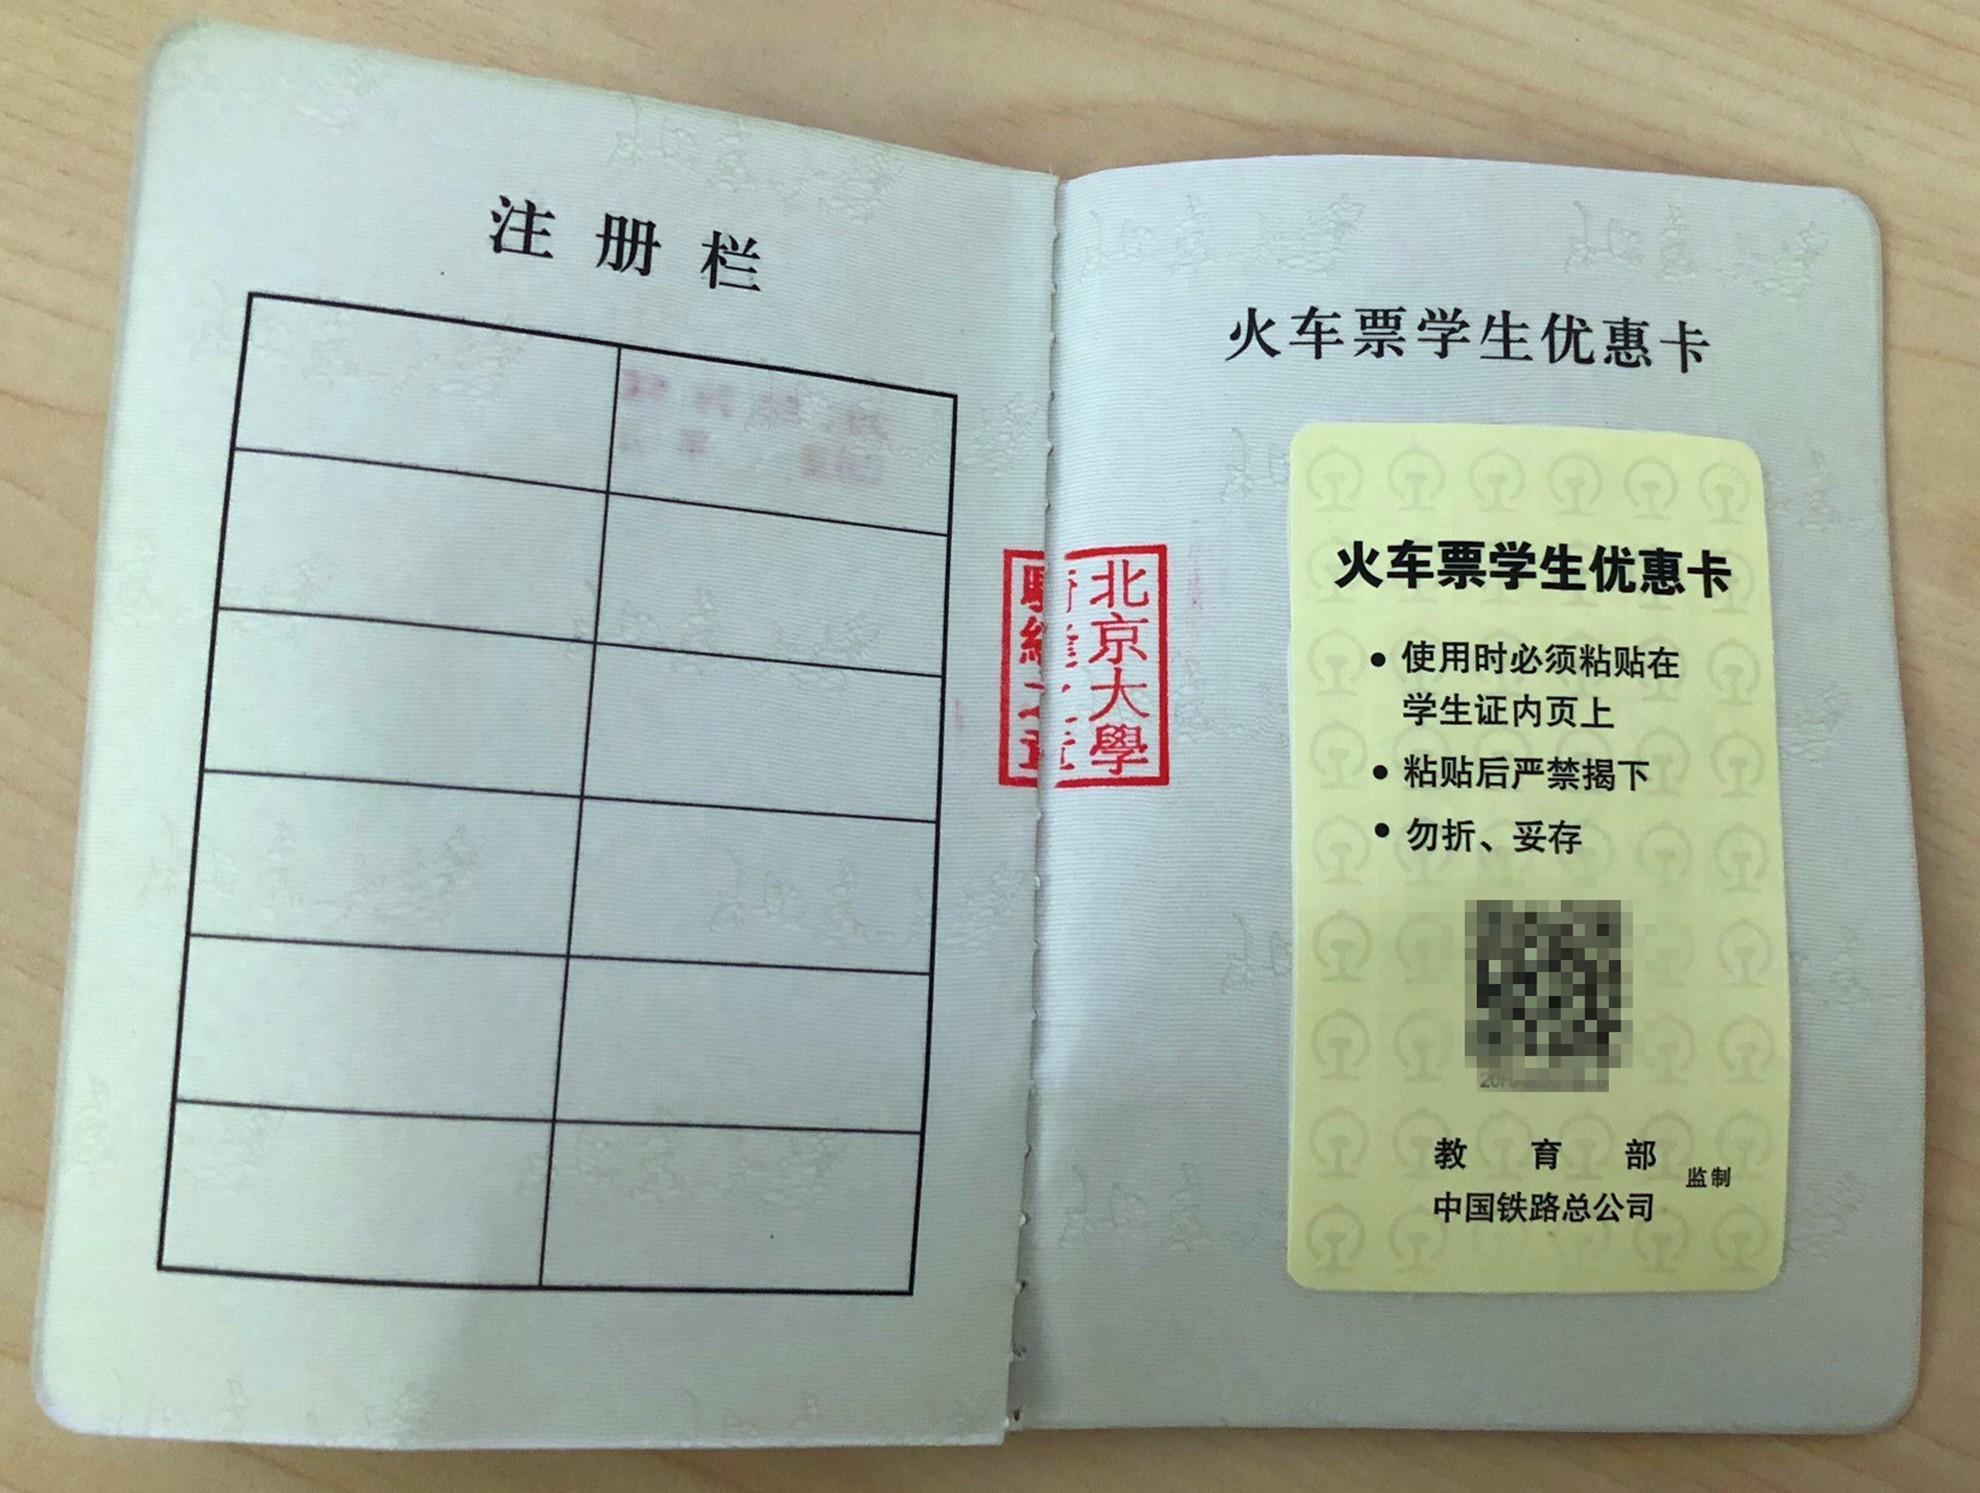 注册栏
北京大學
火车票学生优惠卡
火车票学生优惠卡
• 使用时必须粘贴在
学生证内页上
• 粘贴后严禁揭下
• 勿折、妥存
教育部
监制
中国铁路总公司